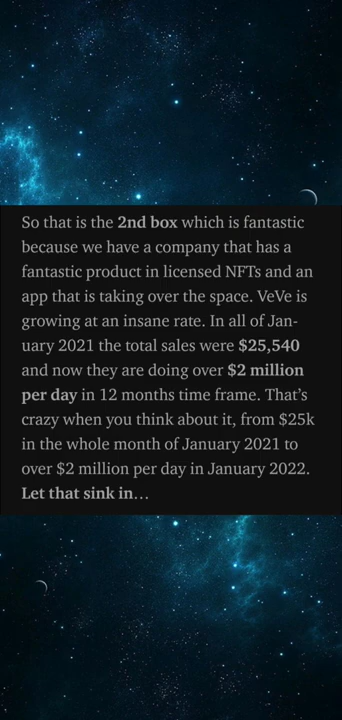 So that is the 2nd box which is fantastic
because we have a company that has a
fantastic product in licensed NFTs and an
app that is taking over the space. VeVe is
growing at an insane rate. In all of Jan-
uary 2021 the total sales were $25,540
and now they are doing over $2 million
per day in 12 months time frame. That's
crazy when you think about it, from $25k
in the whole month of January 2021 to
over $2 million per day in January 2022.
Let that sink in…